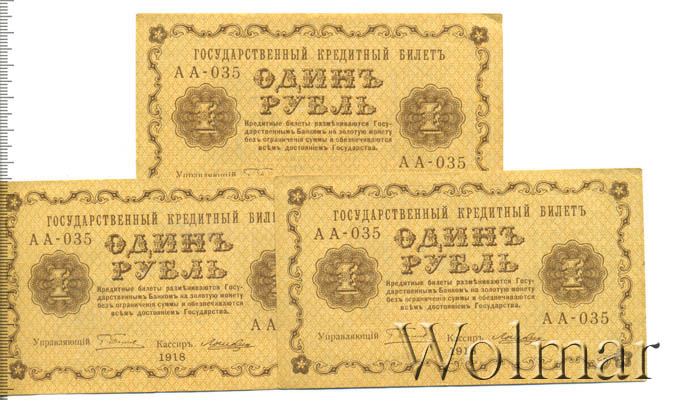 ГОСУДАРСТВЕННЫЙ КРЕДИТНЫЙ БИЛЕТЪ
АА-035
ОДИНЪ
РУБЛЬ
Кредитные билеты размѣниваются Госу-
дарственнымъ Банкомъ на золотую монету
безъ ограниченія суммы и обезпечиваются
всѣмъ достояніемъ Государства.
АА-035
Управляющій
ГОСУДАРСТВЕННЫЙ КРЕДИТНЫЙ БИЛЕТЪ
АА-035
ОДИНЪ
РУБЛЬ
Кредитные билеты размѣниваются Госу-
дарственнымъ Банкомъ на золотую монету
безъ ограниченія суммы и обезпечиваются
всѣмъ достояніемъ Государства.
АА
Управляющій Кассиръ
1918
ГОСУДАРСТВЕННЫЙ КРЕДИТНЫЙ БИЛЕТЪ
АА-035
ОДИНЪ
РУБЛЬ
Кредитные билеты размѣниваются Госу-
дарственнымъ Банкомъ на золотую монету
безъ ограниченія суммы и обезпечиваются
всѣмъ достояніемъ Государства.
АА-035
Управляющій Кассиръ
Wolmar